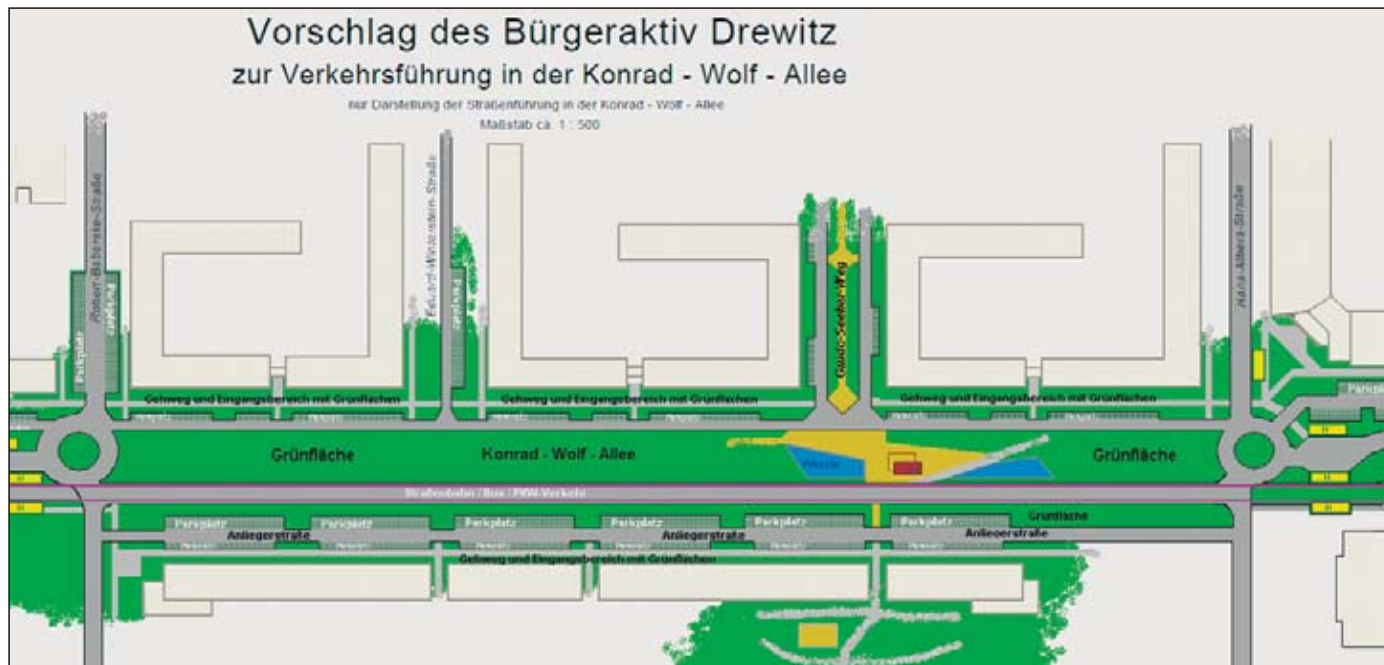 Vorschlag des Bürgeraktiv Drewitz
zur Verkehrsführung in der Konrad - Wolf - Allee
nur Darstellung der Straßenführung in der Konrad - Wolf - Allee
Maßstab ca. 1 : 500
Robert-Baberske-Straße
Eduard-Winterstein-Straße
Guido-Seeber-Weg
Hans-Albers-Straße
Parkplatz
Parkplatz
Parkplatz
Parkplatz
Gehweg und Eingangsbereich mit Grünflächen
Gehweg und Eingangsbereich mit Grünflächen
Gehweg und Eingangsbereich mit Grünflächen
Grünfläche
Konrad - Wolf - Allee
Grünfläche
H
H
H
H
Straßenbahn / Bus / PKW-Verkehr
Grünfläche
Parkplatz
Parkplatz
Parkplatz
Parkplatz
Parkplatz
Parkplatz
Anliegerstraße
Anliegerstraße
Anliegerstraße
Gehweg und Eingangsbereich mit Grünflächen